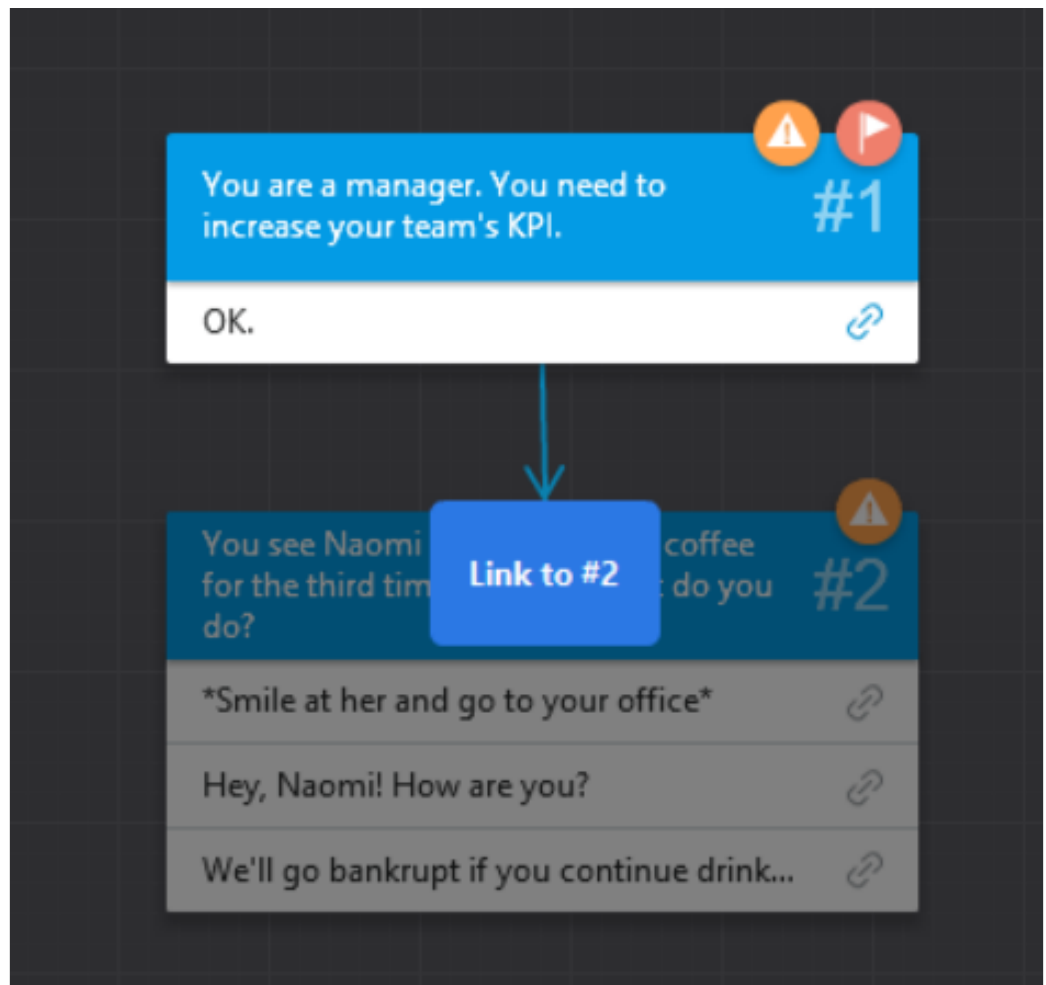 You are a manager. You need to
increase your team's KPI.
#1
OK.
You see Naomi coffee
for the third do you
do?
#2
Link to #2
*Smile at her and go to your office*
Hey, Naomi! How are you?
We'll go bankrupt if you continue drink...